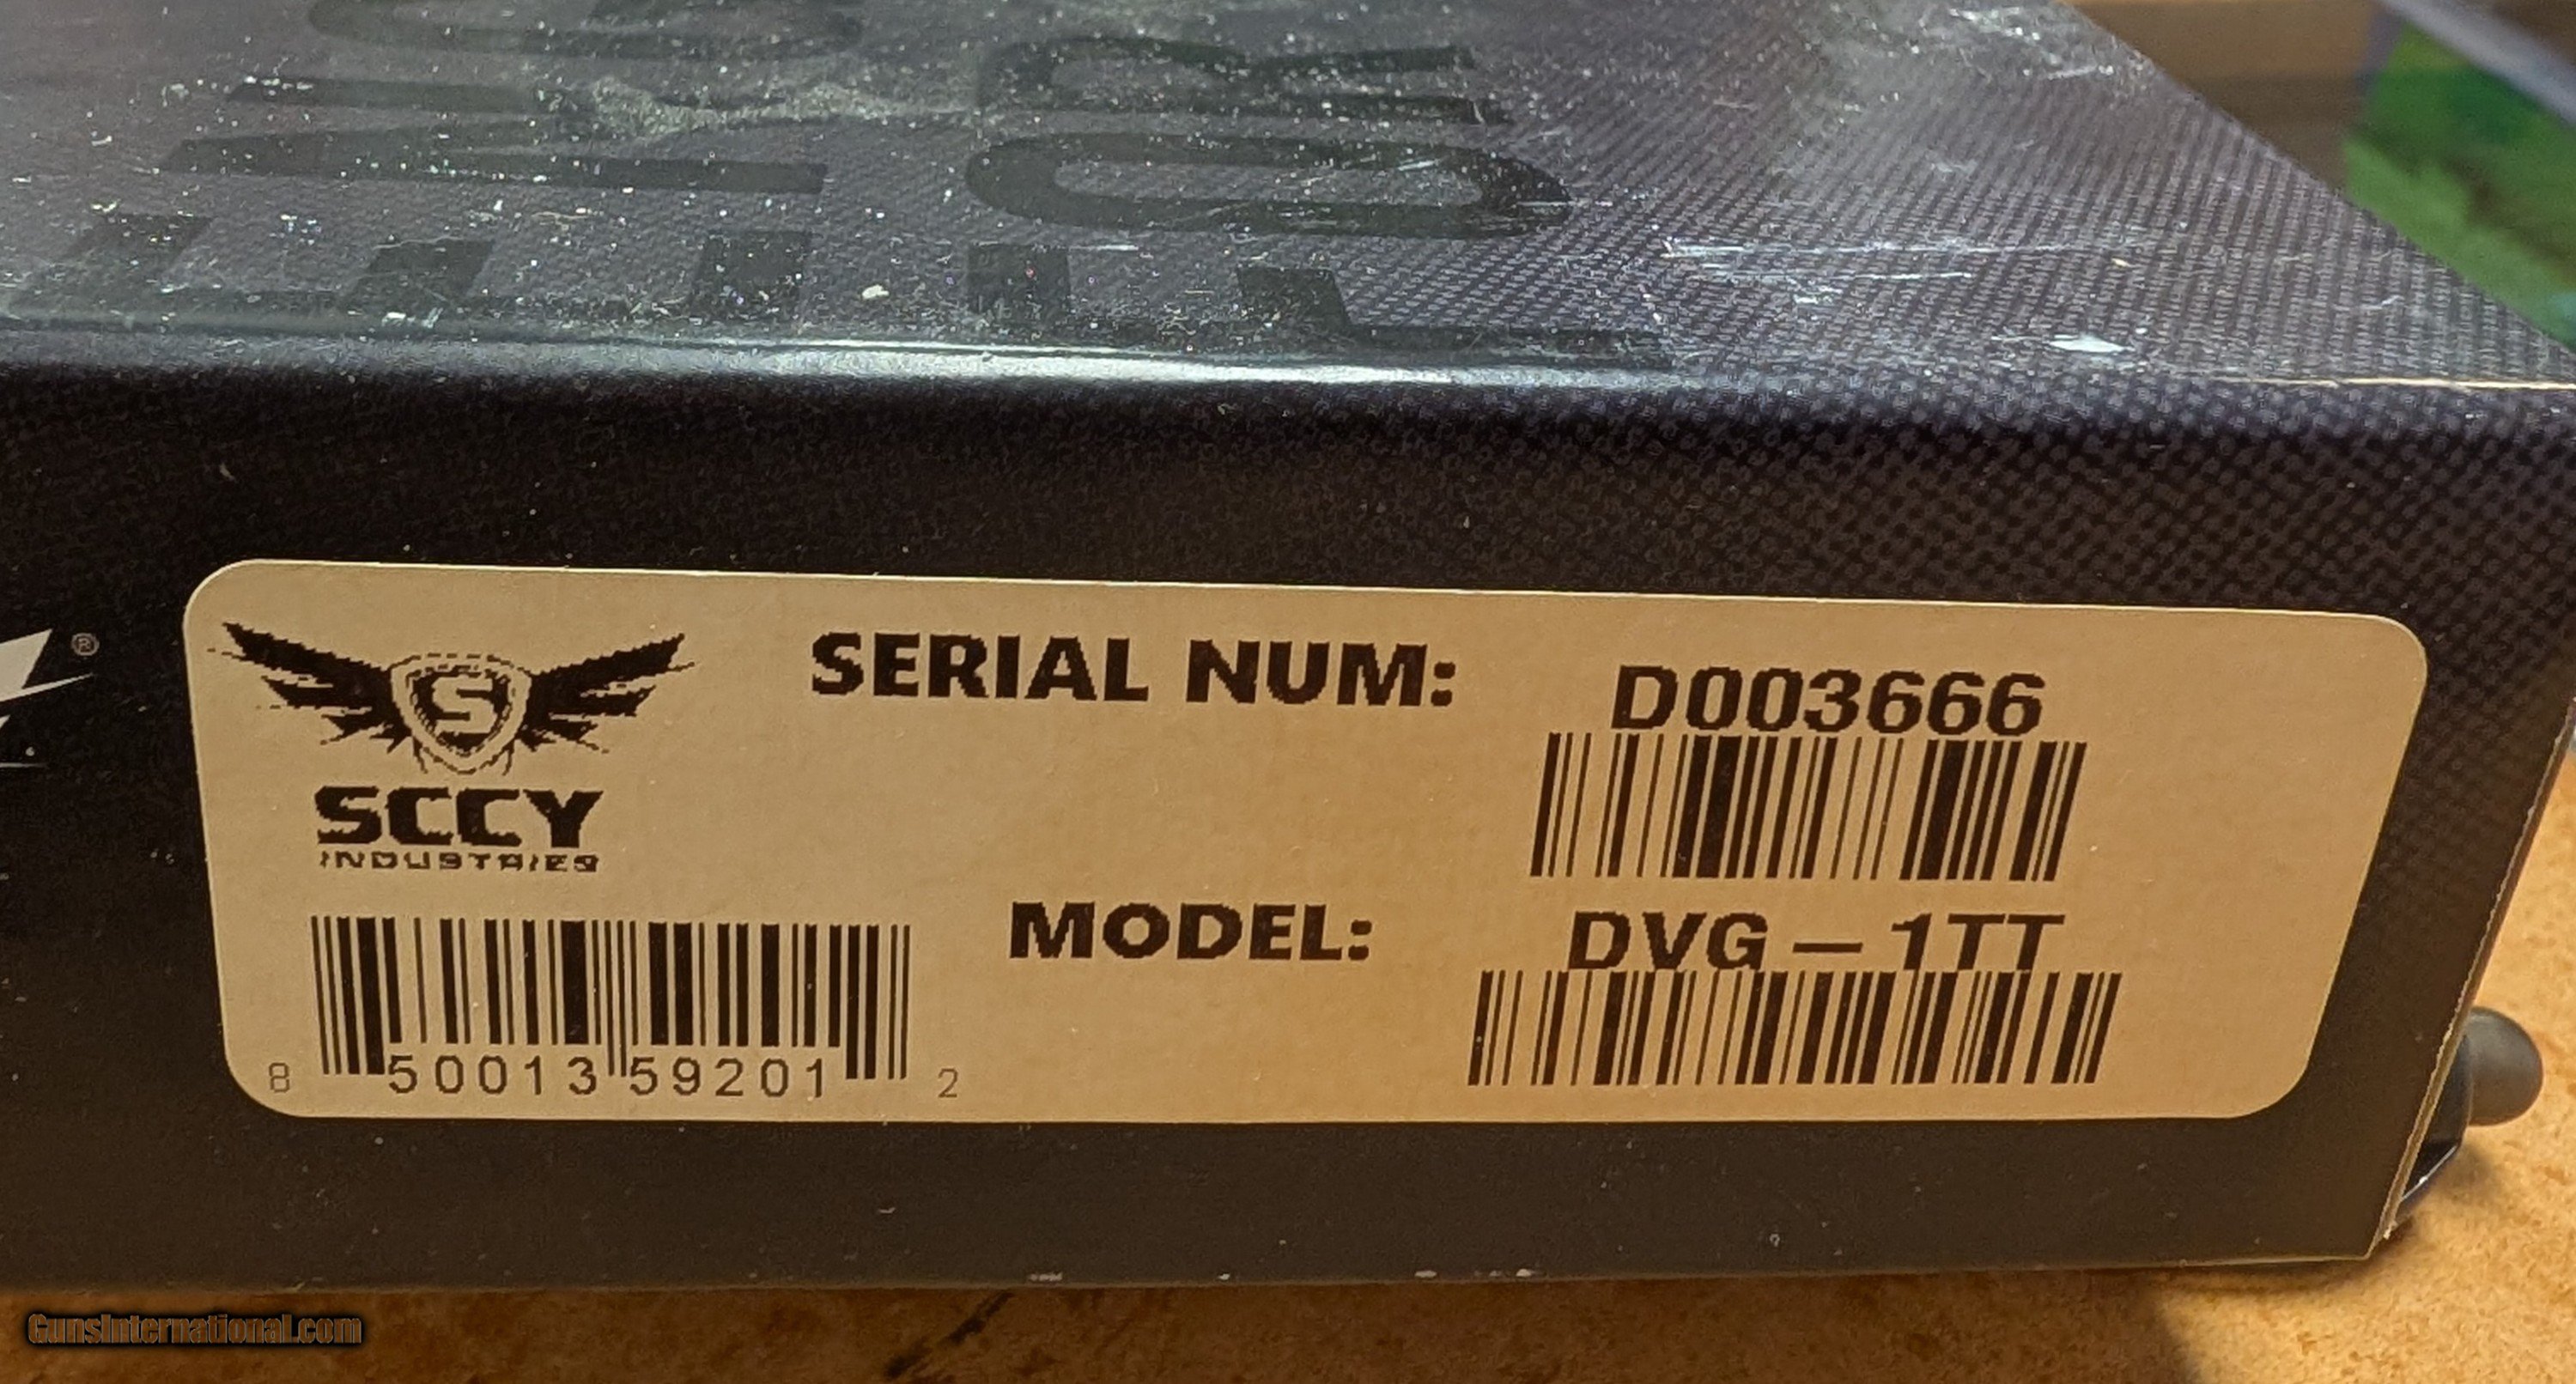 ®
SERIAL NUM:
D003666
SCCY
INDUSTRIES
MODEL:
DVG – 1TT
8 50013 59201 2
GunsInternational.com